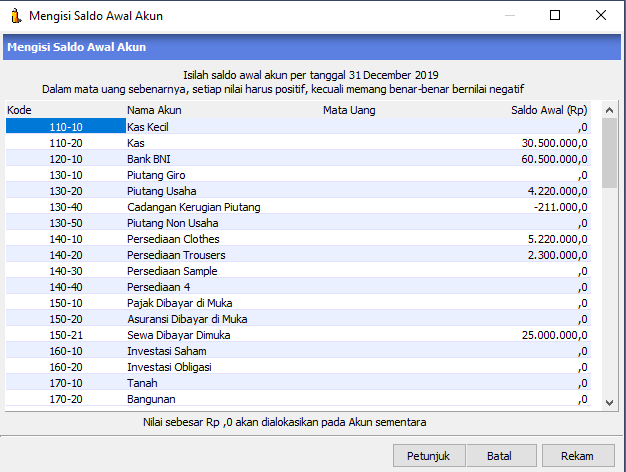 Mengisi Saldo Awal Akun
Mengisi Saldo Awal Akun
Isilah saldo awal akun per tanggal 31 December 2019
Dalam mata uang sebenarnya, setiap nilai harus positif, kecuali memang benar-benar bernilai negatif
Kode Nama Akun Mata Uang Saldo Awal (Rp)
110-10 Kas Kecil ,0
110-20 Kas 30.500.000,0
120-10 Bank BNI 60.500.000,0
130-10 Piutang Giro ,0
130-20 Piutang Usaha 4.220.000,0
130-40 Cadangan Kerugian Piutang -211.000,0
130-50 Piutang Non Usaha ,0
140-10 Persediaan Clothes 5.220.000,0
140-20 Persediaan Trousers 2.300.000,0
140-30 Persediaan Sample ,0
140-40 Persediaan 4 ,0
150-10 Pajak Dibayar di Muka ,0
150-20 Asuransi Dibayar di Muka ,0
150-21 Sewa Dibayar Dimuka 25.000.000,0
160-10 Investasi Saham ,0
160-20 Investasi Obligasi ,0
170-10 Tanah ,0
170-20 Bangunan ,0
Nilai sebesar Rp ,0 akan dialokasikan pada Akun sementara
Petunjuk Batal Rekam